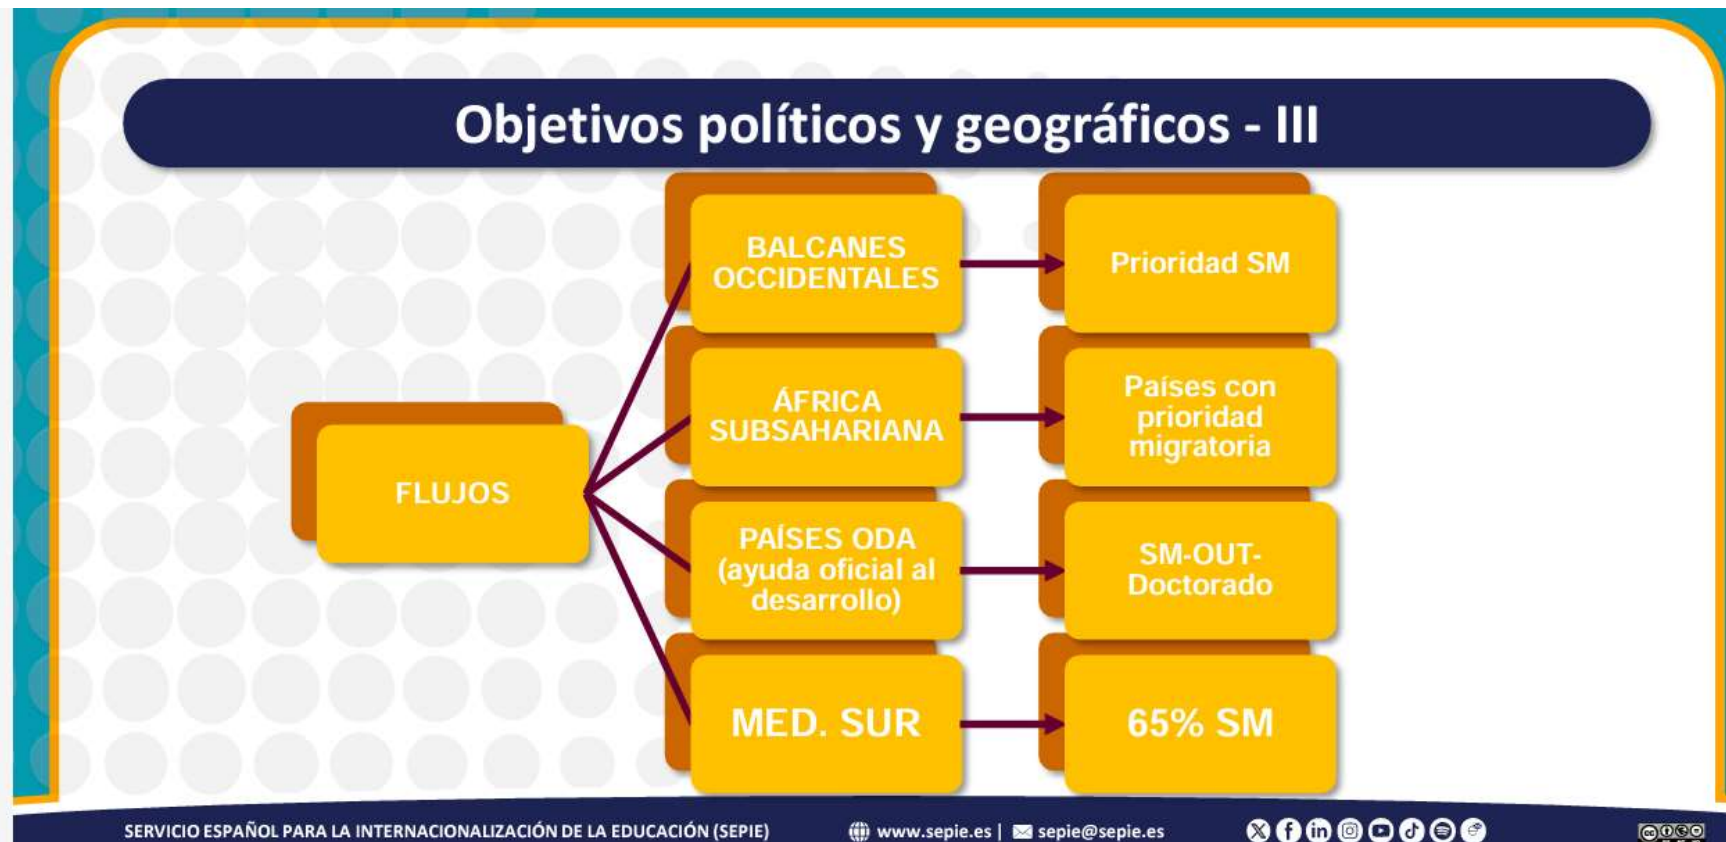 Objetivos políticos y geográficos - III
FLUJOS
BALCANES
OCCIDENTALES
Prioridad SM
ÁFRICA
SUBSAHARIANA
Países con
prioridad
migratoria
PAÍSES ODA
(ayuda oficial al
desarrollo)
SM-OUT-
Doctorado
MED. SUR
65% SM
SERVICIO ESPAÑOL PARA LA INTERNACIONALIZACIÓN DE LA EDUCACIÓN (SEPIE)
www.sepie.es | sepie@sepie.es